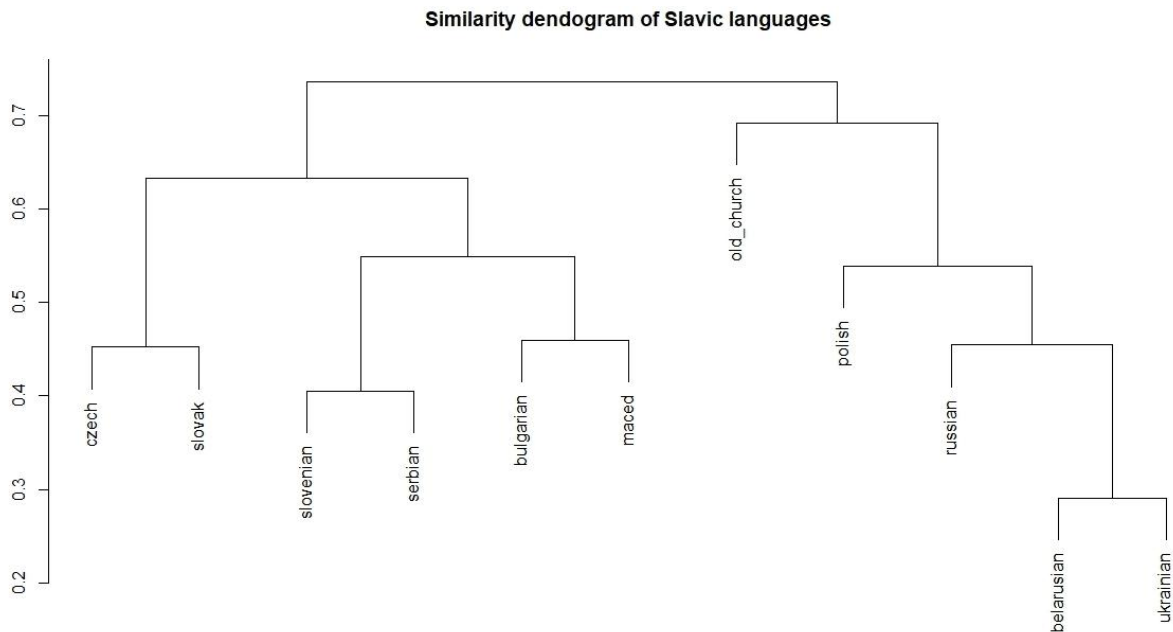 Similarity dendogram of Slavic languages
0.7
0.6
0.5
0.4
0.3
0.2
czech
slovak
slovenian
serbian
bulgarian
maced
old_church
polish
russian
belarusian
ukrainian